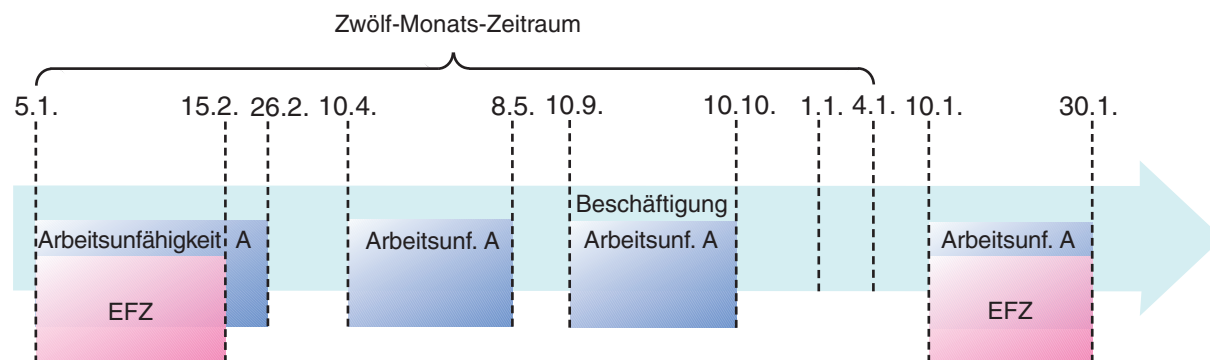 Zwölf-Monats-Zeitraum
5.1. 15.2. 26.2. 10.4. 8.5. 10.9. 10.10. 1.1. 4.1. 10.1. 30.1.
Beschäftigung
Arbeitsunfähigkeit A Arbeitsunf. A Arbeitsunf. A Arbeitsunf. A
EFZ EFZ